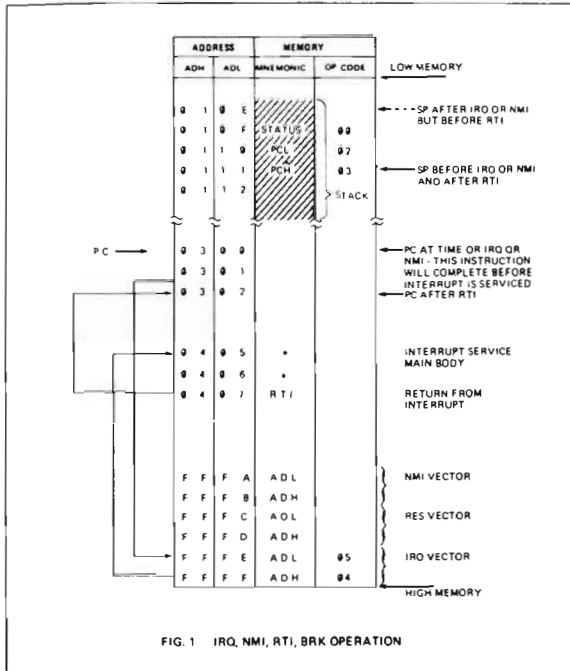 ADDRESS MEMORY
ADH ADL MNEMONIC OP CODE LOW MEMORY
0 1 0 E SP AFTER IRQ OR NMI
BUT BEFORE RTI
0 1 0 F STATUS 00
0 1 1 0 PCL 02
0 1 1 1 PCH 03 SP BEFORE IRQ OR NMI
AND AFTER RTI
0 1 1 2 STACK
PC 0 3 0 0 PC AT TIME OR IRQ OR
NMI - THIS INSTRUCTION
0 3 0 1 WILL COMPLETE BEFORE
INTERRUPT IS SERVICED
0 3 0 2 PC AFTER RTI
0 4 0 5 • INTERRUPT SERVICE
MAIN BODY
0 4 0 6 •
0 4 0 7 RTI RETURN FROM
INTERRUPT
F F F A ADL NMI VECTOR
F F F B ADH
F F F C ADL RES VECTOR
F F F D ADH
F F F E ADL 05 IRQ VECTOR
F F F F ADH 04
HIGH MEMORY
FIG. 1 IRQ, NMI, RTI, BRK OPERATION